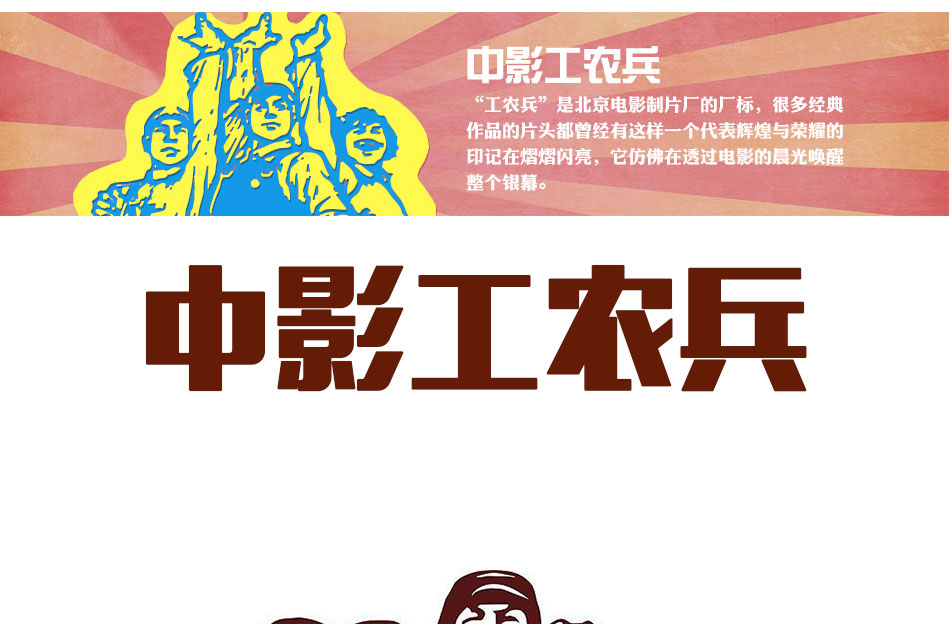 中影工农兵
“工农兵”是北京电影制片厂的厂标，很多经典
作品的片头都曾经有这样一个代表辉煌与荣耀的
印记在熠熠闪亮，它仿佛在透过电影的晨光唤醒
整个银幕。
中影工农兵